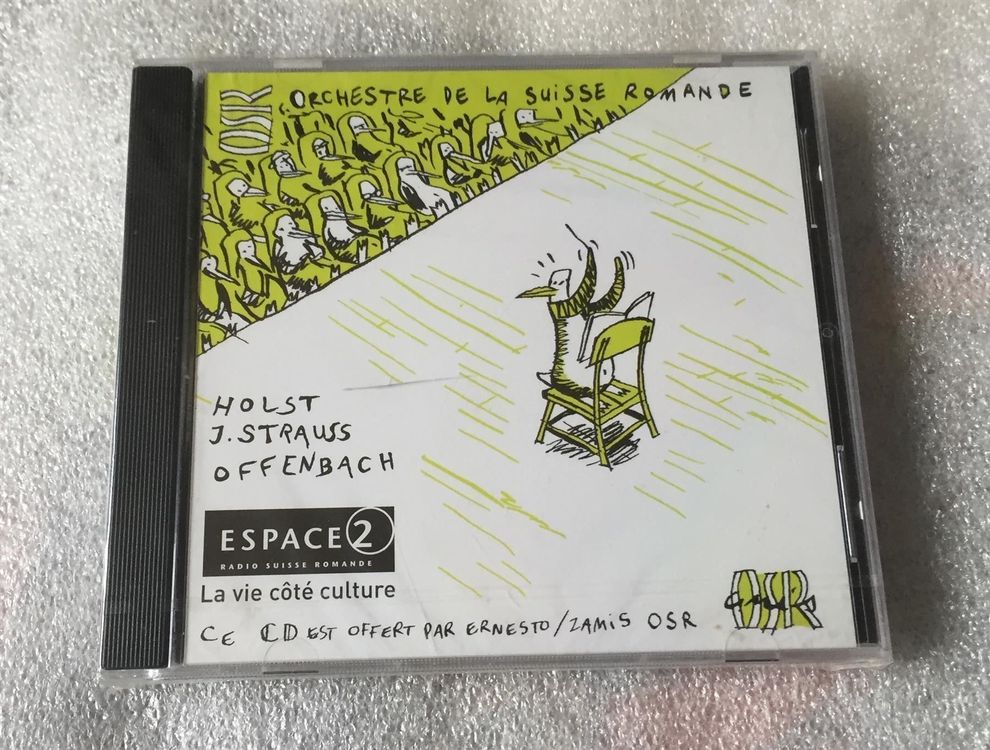 OSR
ORCHESTRE DE LA SUISSE ROMANDE
HOLST
J. STRAUSS
OFFENBACH
ESPACE 2
RADIO SUISSE ROMANDE
La vie côté culture
CE CD EST OFFERT PAR ERNESTO/ZAMIS OSR
OSR